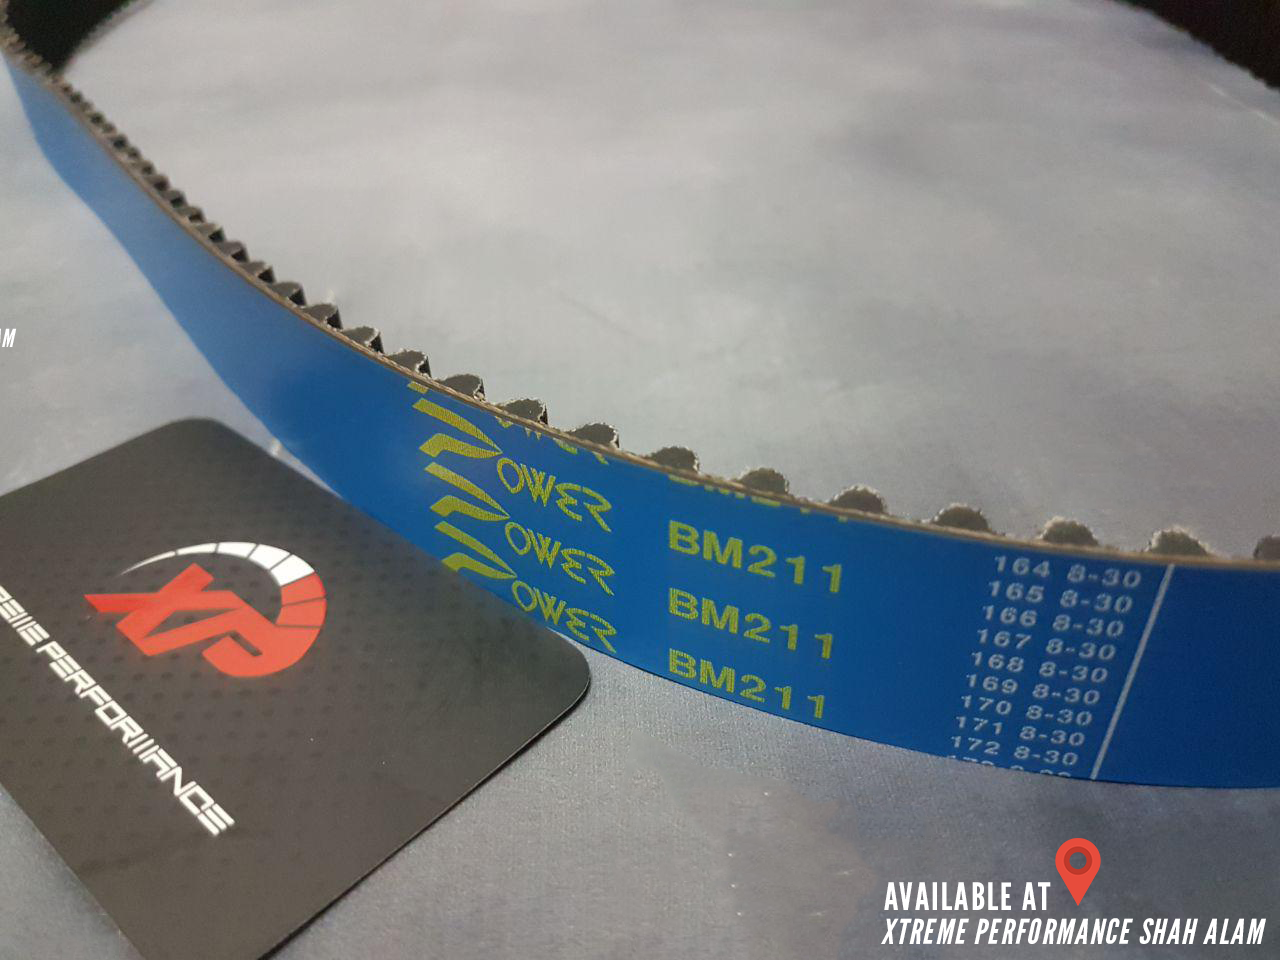 AM
OWER
OWER
OWER
BM211
BM211
BM211
164 8-30
165 8-30
166 8-30
167 8-30
168 8-30
169 8-30
170 8-30
171 8-30
172 8-30
XP
REME PERFORMANCE
AVAILABLE AT
XTREME PERFORMANCE SHAH ALAM